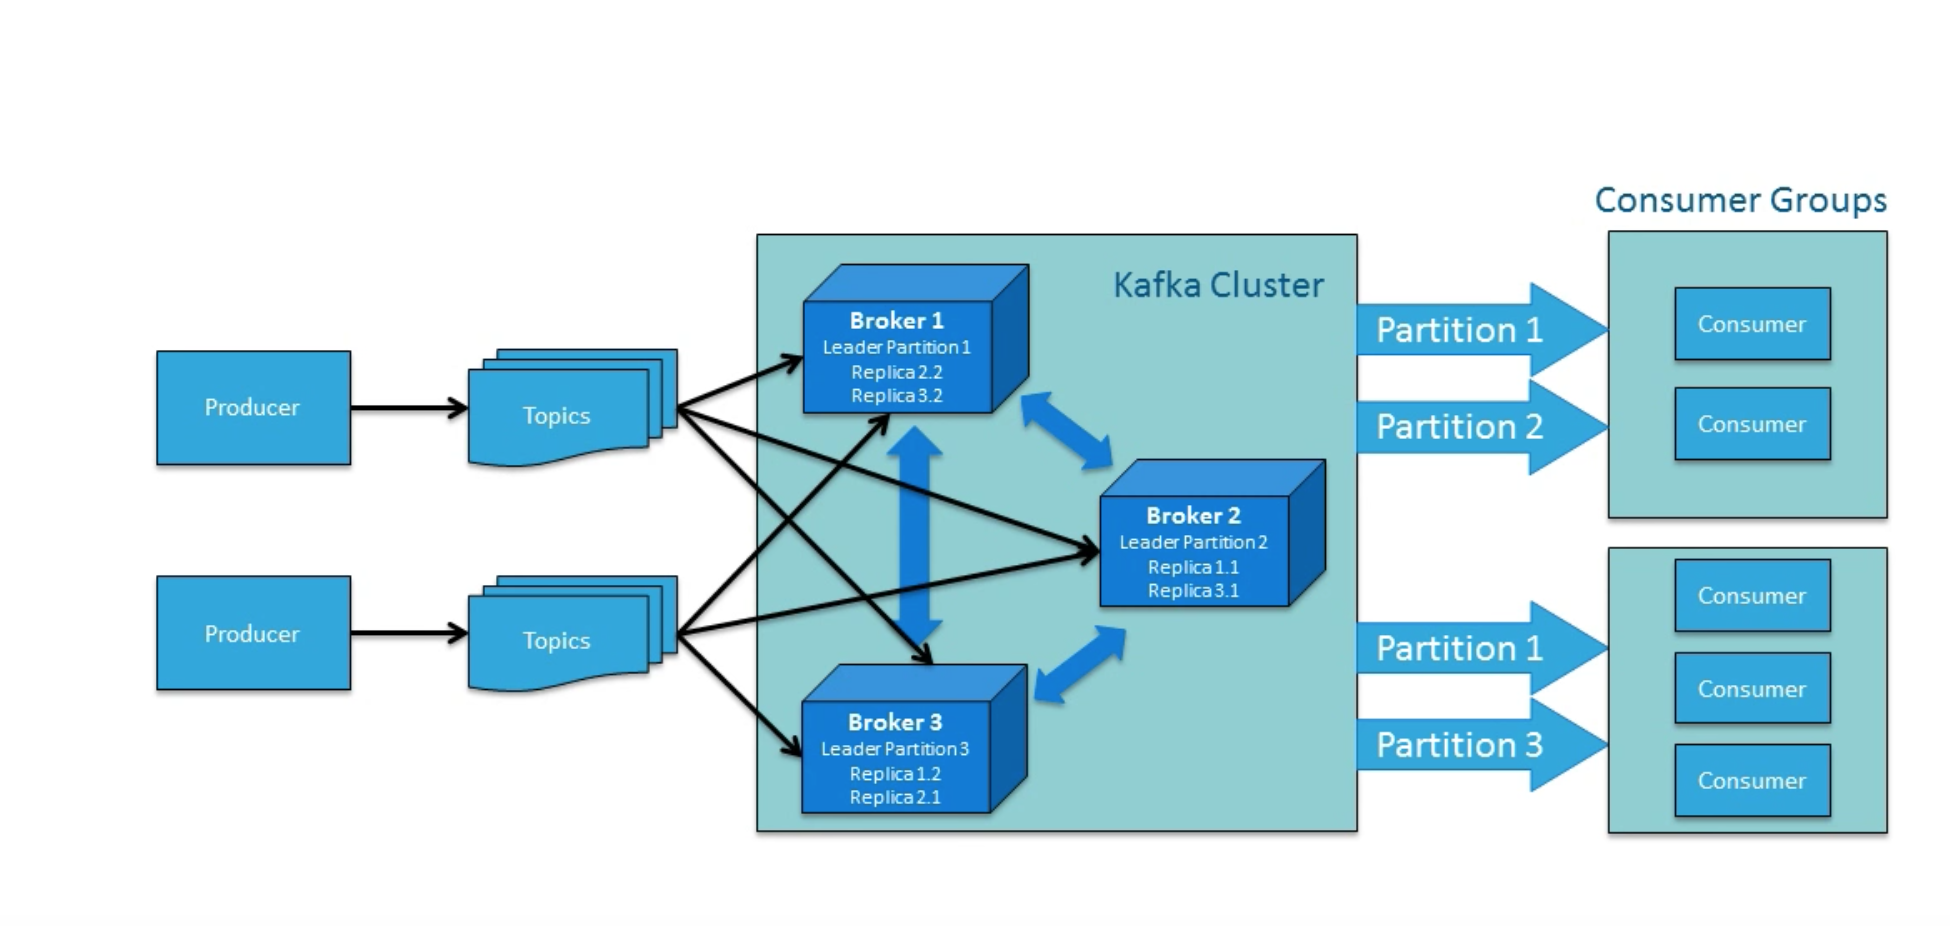 Consumer Groups
Kafka Cluster
Producer
Topics
Producer
Topics
Broker 1
Leader Partition 1
Replica 2.2
Replica 3.2
Broker 2
Leader Partition 2
Replica 1.1
Replica 3.1
Broker 3
Leader Partition 3
Replica 1.2
Replica 2.1
Partition 1
Partition 2
Partition 1
Partition 3
Consumer
Consumer
Consumer
Consumer
Consumer